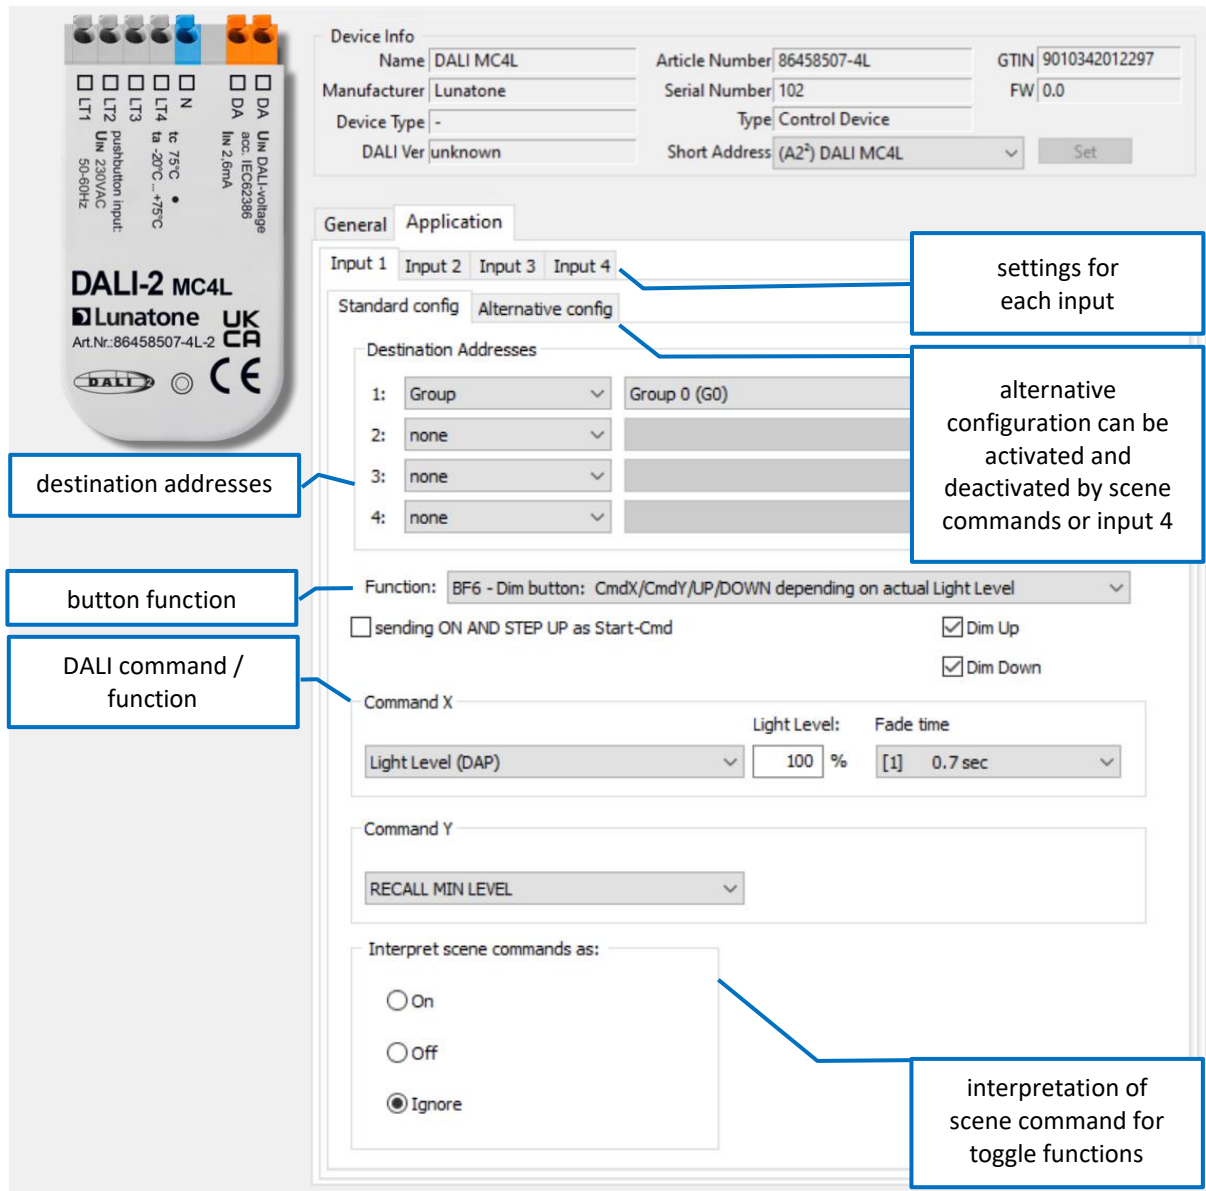 LT1
LT2
LT3
LT4
N
DA
DA
pushbutton input:
UIN 230VAC
50-60Hz
tc 75°C
ta -20°C ... +75°C
UIN DALI-voltage
acc. IEC62386
IIN 2,6mA
DALI-2 MC4L
Lunatone
UK
CA
Art.Nr.:86458507-4L-2
DALI 2
CE
Device Info
Name DALI MC4L
Article Number 86458507-4L
GTIN 9010342012297
Manufacturer Lunatone
Serial Number 102
FW 0.0
Device Type -
Type Control Device
DALI Ver unknown
Short Address (A2²) DALI MC4L
Set
General Application
Input 1 Input 2 Input 3 Input 4
settings for
each input
Standard config Alternative config
Destination Addresses
1: Group Group 0 (G0)
2: none
3: none
4: none
alternative
configuration can be
activated and
deactivated by scene
commands or input 4
destination addresses
button function
Function: BF6 - Dim button: CmdX/CmdY/UP/DOWN depending on actual Light Level
sending ON AND STEP UP as Start-Cmd
Dim Up
Dim Down
DALI command /
function
Command X
Light Level: Fade time
Light Level (DAP) 100 % [1] 0.7 sec
Command Y
RECALL MIN LEVEL
Interpret scene commands as:
On
Off
Ignore
interpretation of
scene command for
toggle functions